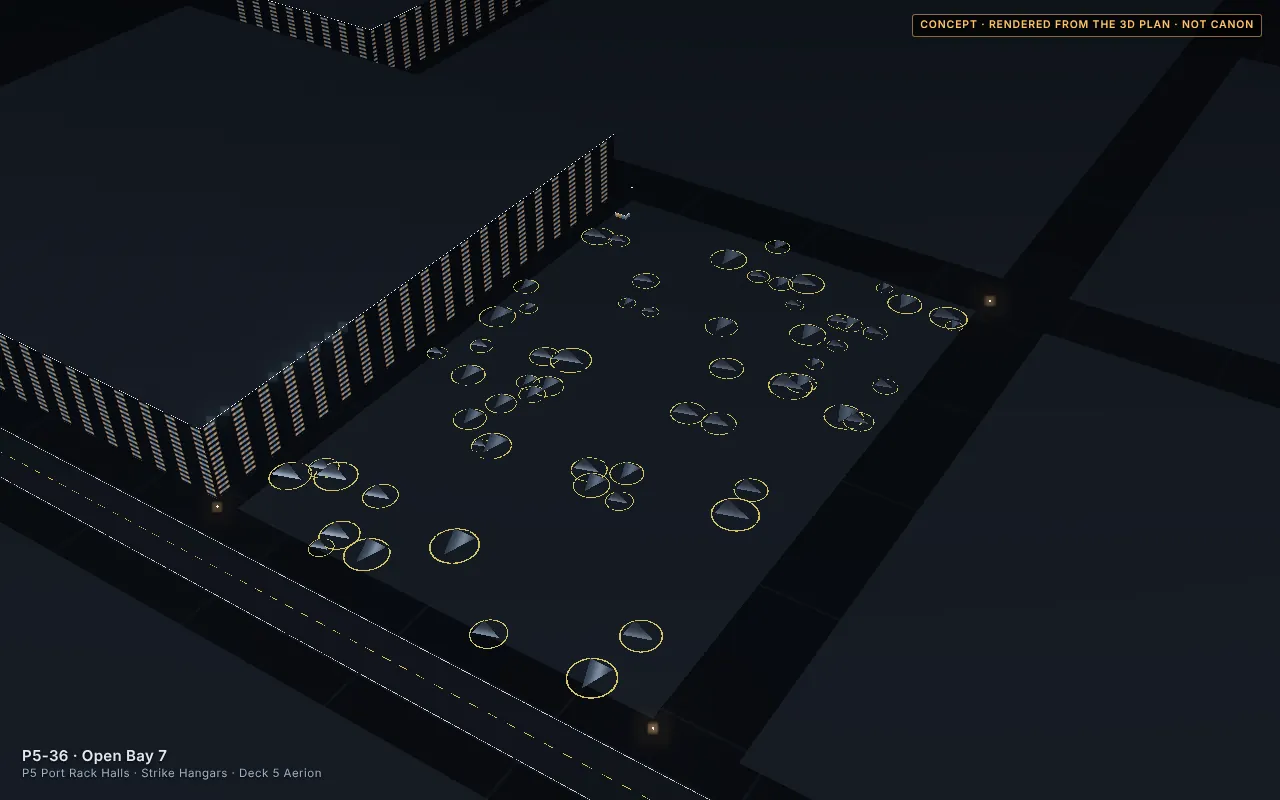 CONCEPT · RENDERED FROM THE 3D PLAN · NOT CANON
P5-36 · Open Bay 7
P5 Port Rack Halls · Strike Hangars · Deck 5 Aerion